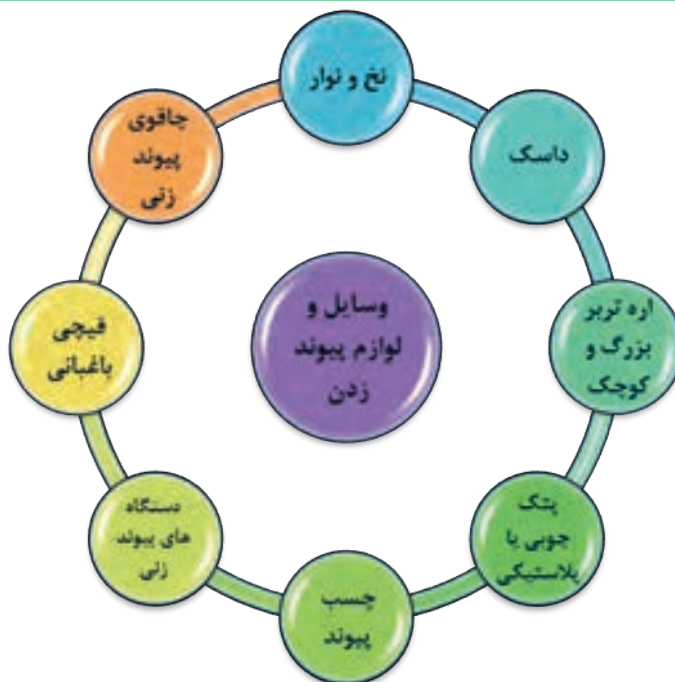 وسایل و
لوازم پیوند
زدن
نخ و نوار
داسک
اره تربر
بزرگ و
کوچک
پتک
چوبی یا
پلاستیکی
چسب
پیوند
دستگاه
های پیوند
زنی
قیچی
باغبانی
چاقوی
پیوند
زنی